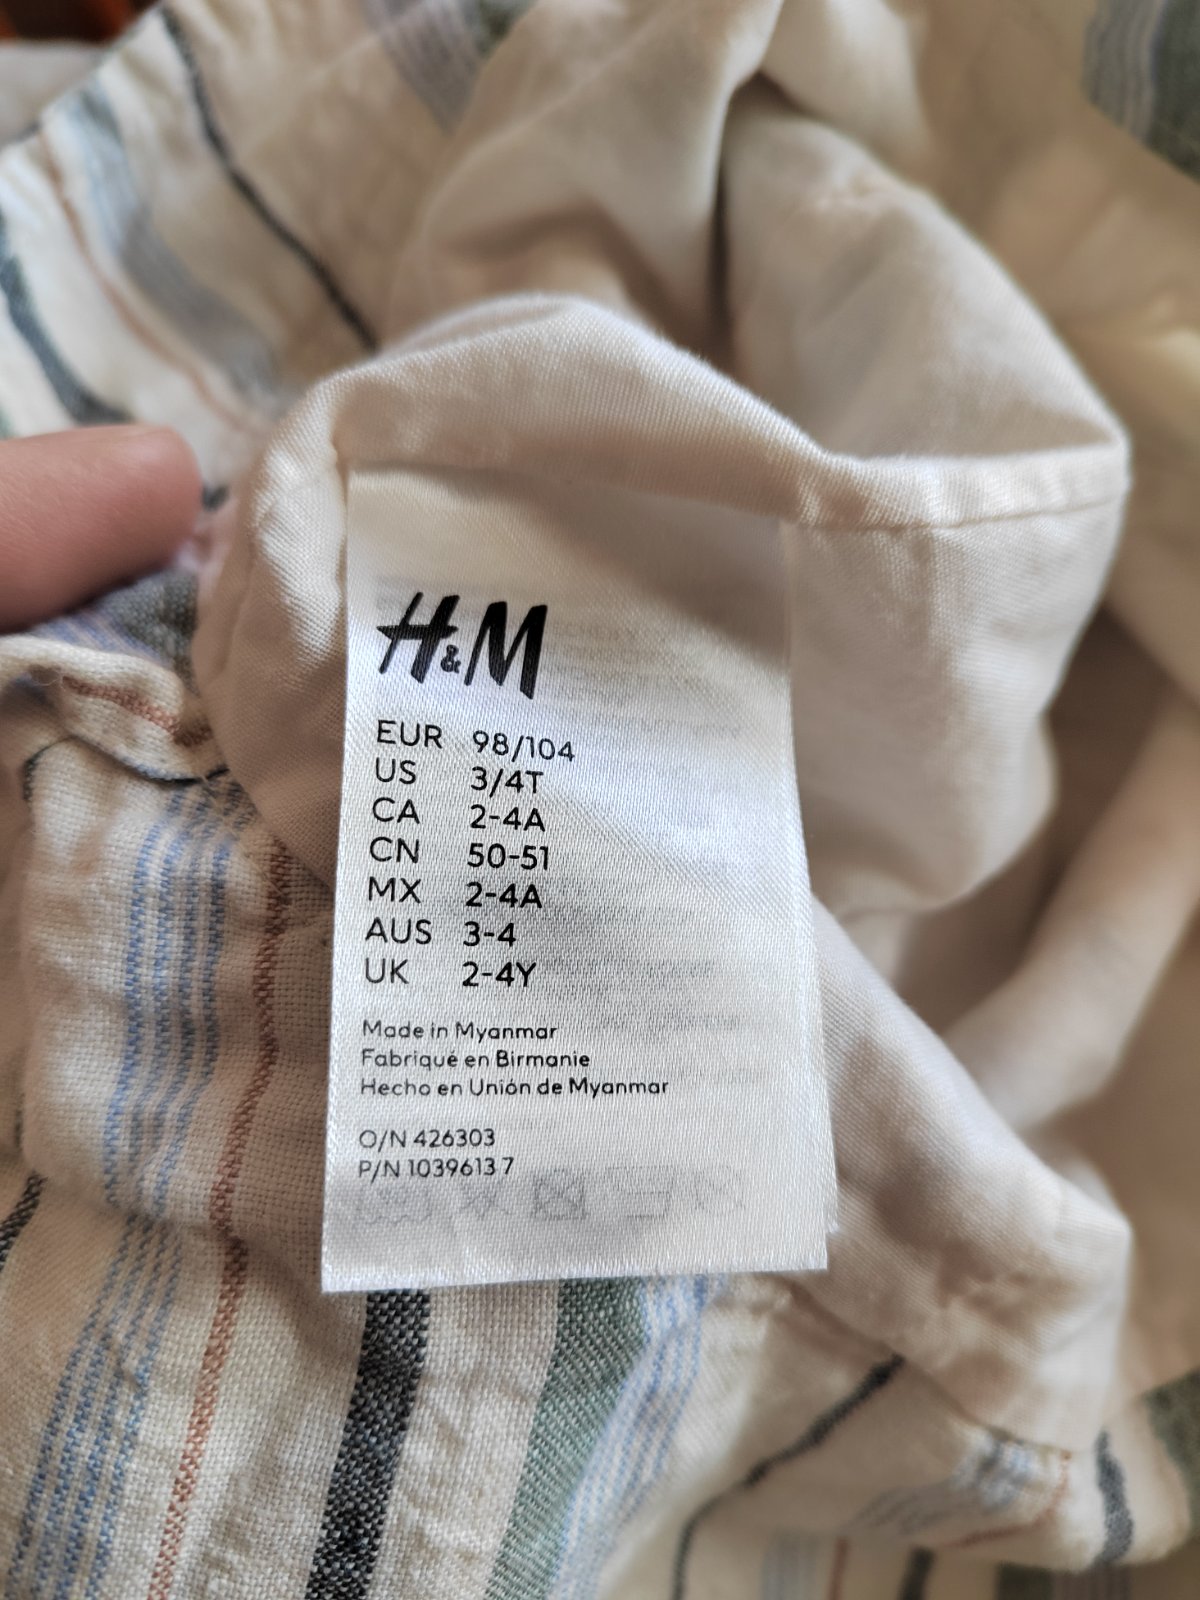 H&M
EUR 98/104
US 3/4T
CA 2-4A
CN 50-51
MX 2-4A
AUS 3-4
UK 2-4Y
Made in Myanmar
Fabriqué en Birmanie
Hecho en Unión de Myanmar
O/N 426303
P/N 1039613 7